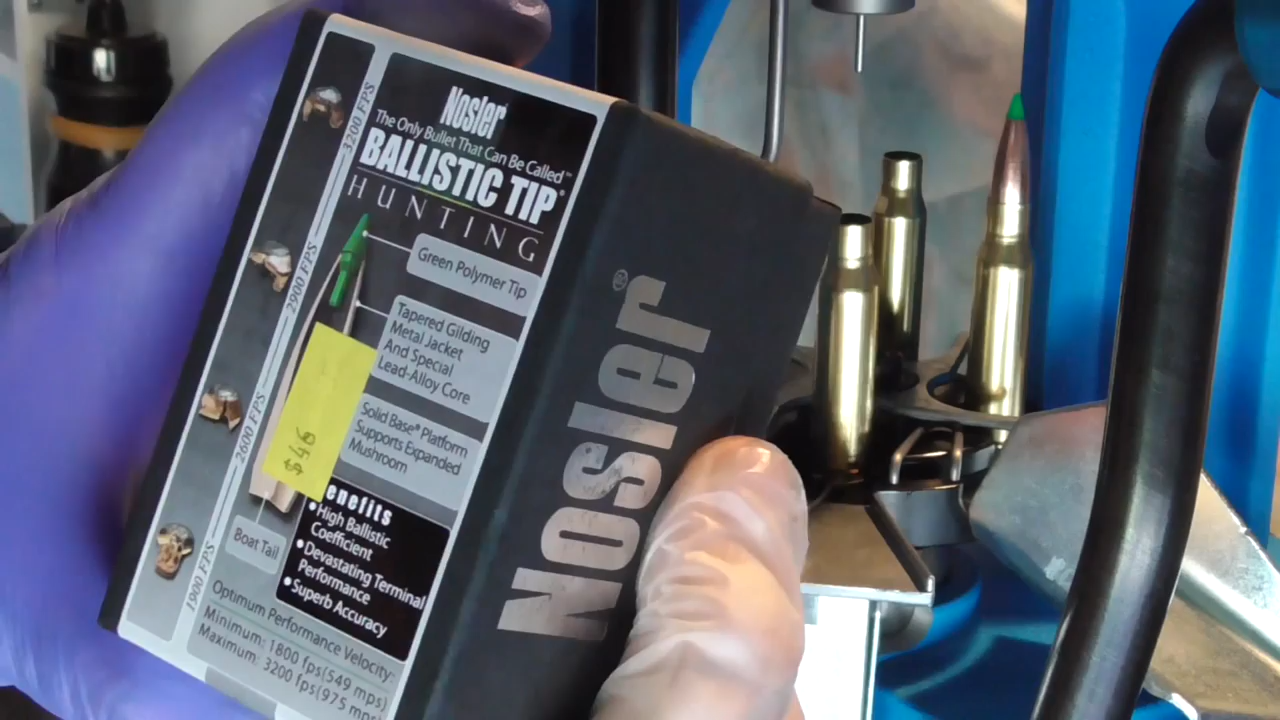 Nosler®
The Only Bullet That Can Be Called™
BALLISTIC TIP®
HUNTING
3200 FPS
2900 FPS
2600 FPS
1900 FPS
Green Polymer Tip
Tapered Gilding
Metal Jacket
And Special
Lead-Alloy Core
Solid Base® Platform
Supports Expanded
Mushroom
$46
Boat Tail
enefits
• High Ballistic
Coefficient
• Devastating Terminal
Performance
• Superb Accuracy
Optimum Performance Velocity:
Minimum: 1800 fps(549 mps)
Maximum: 3200 fps(975 mps)
Nosler®